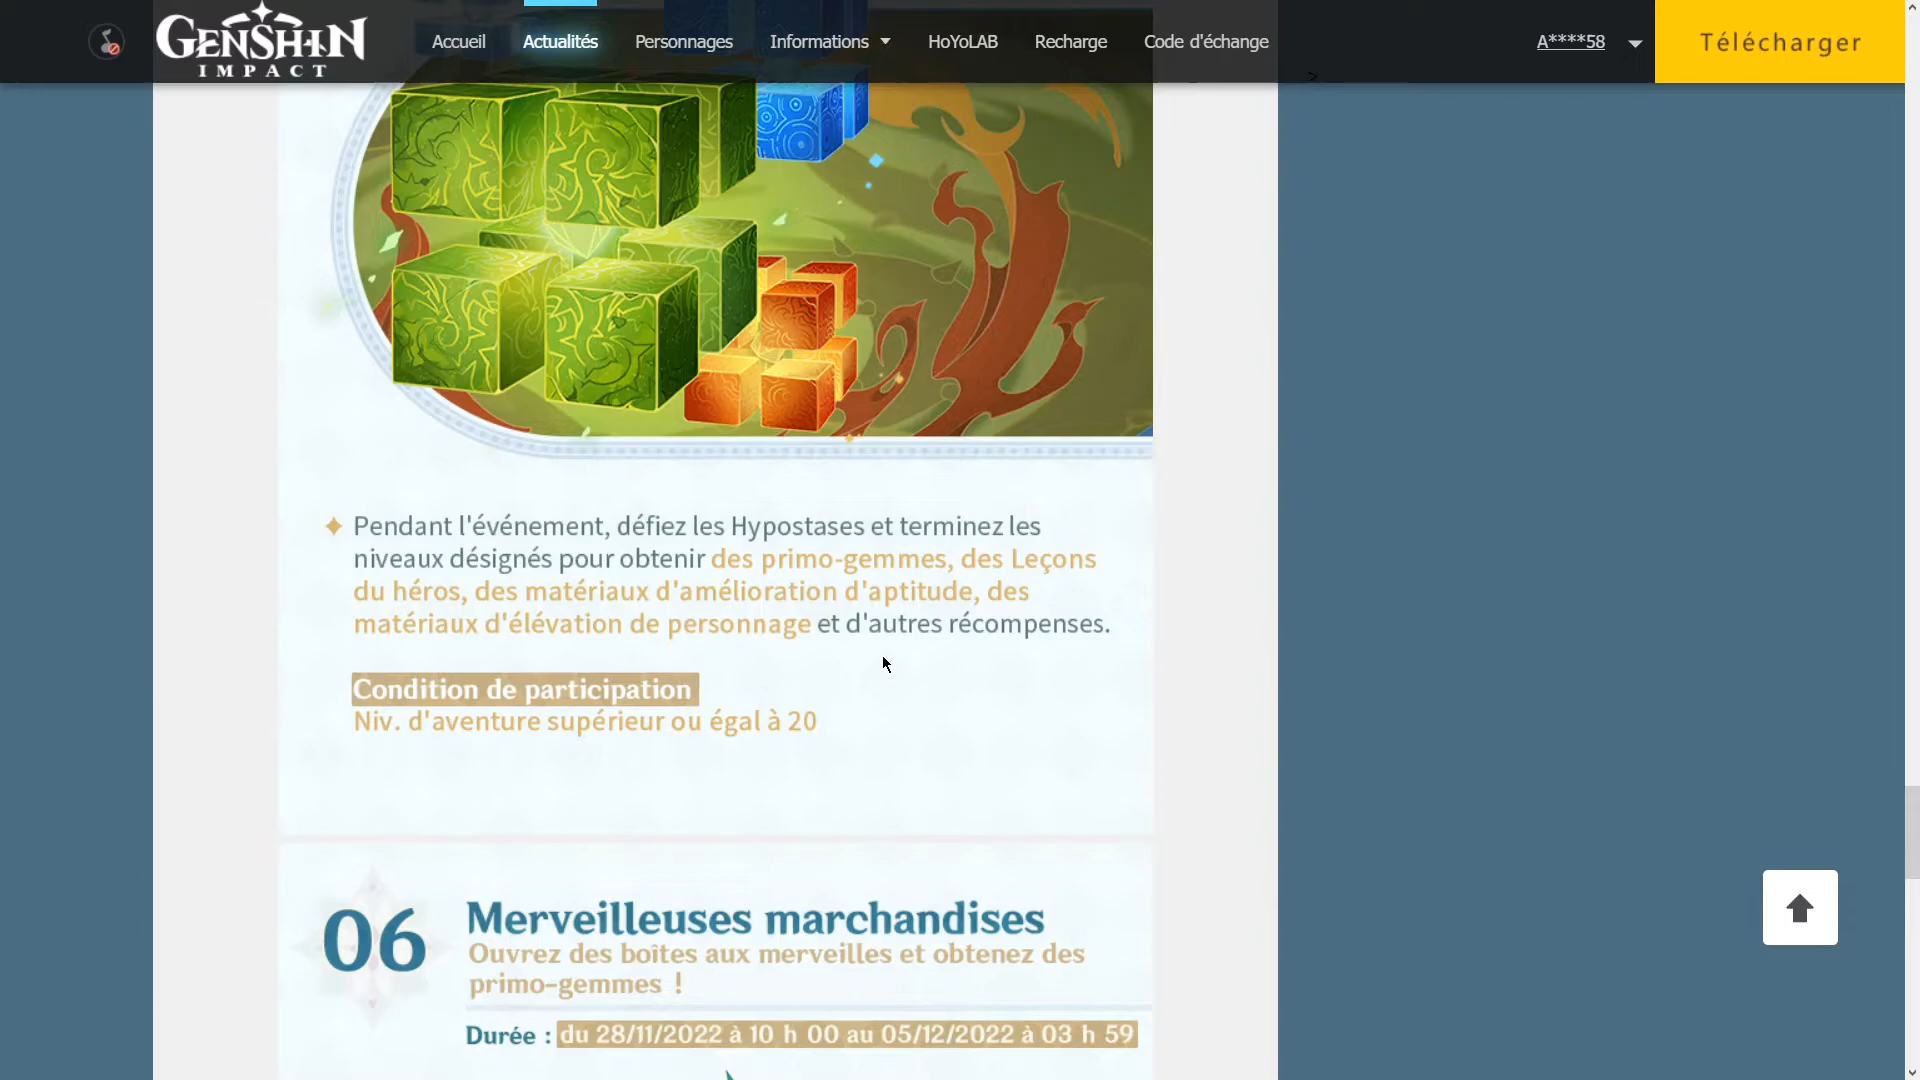 GENSHIN
IMPACT
Accueil
Actualités
Personnages
Informations
HoYoLAB
Recharge
Code d'échange
A****58
Télécharger
>
Pendant l'événement, défiez les Hypostases et terminez les
niveaux désignés pour obtenir des primo-gemmes, des Leçons
du héros, des matériaux d'amélioration d'aptitude, des
matériaux d'élévation de personnage et d'autres récompenses.
Condition de participation
Niv. d'aventure supérieur ou égal à 20
06
Merveilleuses marchandises
Ouvrez des boîtes aux merveilles et obtenez des
primo-gemmes !
Durée : du 28/11/2022 à 10 h 00 au 05/12/2022 à 03 h 59